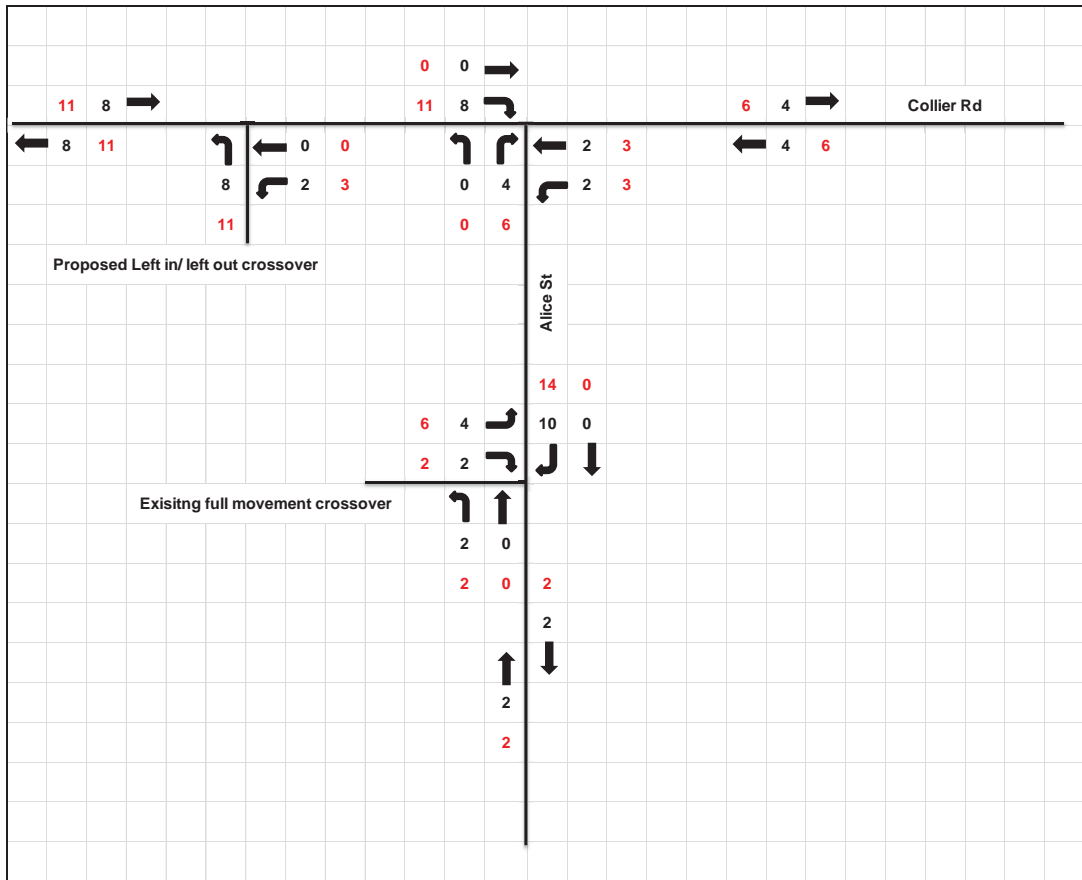 0 0
11 8 11 8 6 4 Collier Rd
8 11 0 0 2 3 4 6
8 2 3 0 4 2 3
11 0 6
Proposed Left in/ left out crossover
Alice St
14 0
6 4 10 0
2 2
Exisitng full movement crossover
2 0
2 0 2
2
2
2